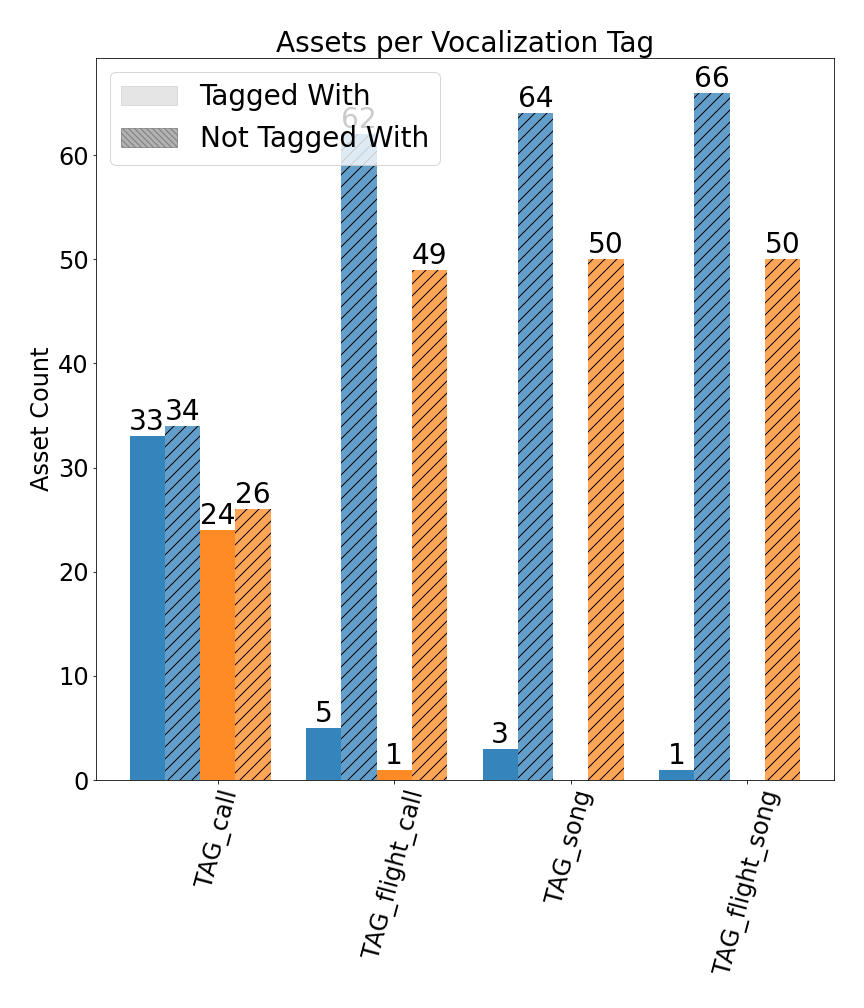 Assets per Vocalization Tag
Tagged With
Not Tagged With
Asset Count
60
50
40
30
20
10
0
33
34
24
26
5
62
1
49
3
64
50
1
66
50
TAG_call
TAG_flight_call
TAG_song
TAG_flight_song